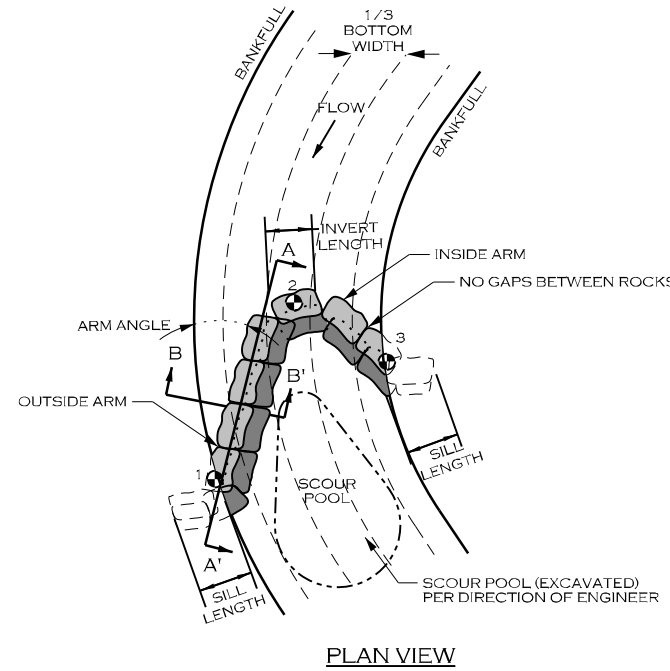 BANKFULL
1/3
BOTTOM
WIDTH
BANKFULL
FLOW
INVERT
LENGTH
A
INSIDE ARM
2
NO GAPS BETWEEN ROCKS
ARM ANGLE
3
B
B'
OUTSIDE ARM
SILL
LENGTH
1
SCOUR
POOL
A'
SILL
LENGTH
SCOUR POOL (EXCAVATED)
PER DIRECTION OF ENGINEER
PLAN VIEW